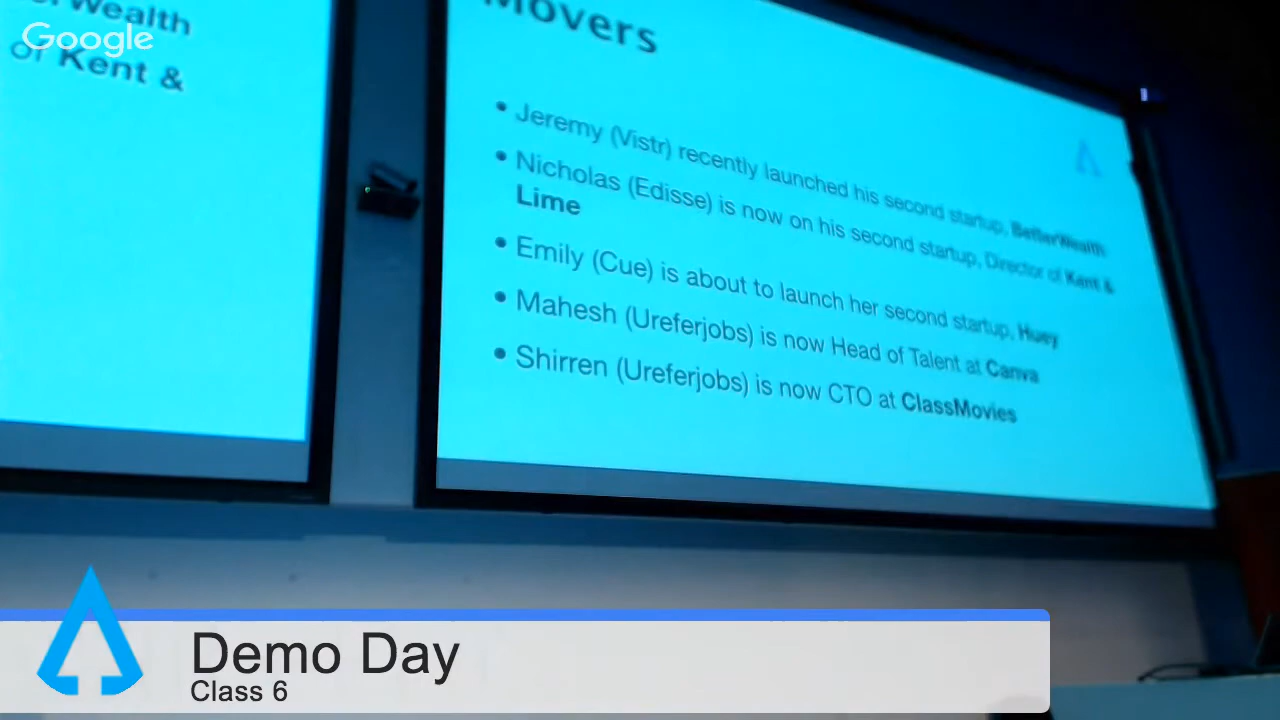 Google
erWealth
of Kent &
Movers
• Jeremy (Vistr) recently launched his second startup, BetterWealth
• Nicholas (Edisse) is now on his second startup, Director of Kent &
Lime
• Emily (Cue) is about to launch her second startup, Huey
• Mahesh (Ureferjobs) is now Head of Talent at Canva
• Shirren (Ureferjobs) is now CTO at ClassMovies
Demo Day
Class 6